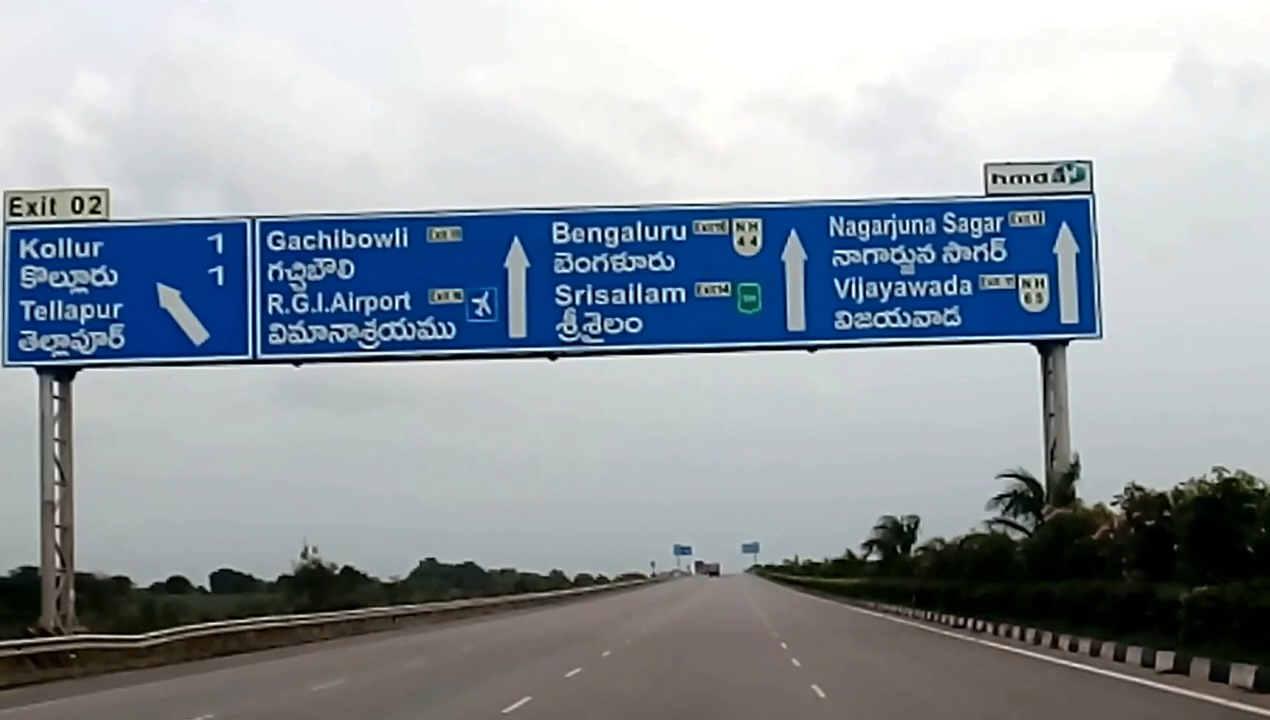 Exit 02
hmda
Kollur 1
కొల్లూరు 1
Tellapur
తెల్లాపూర్
Gachibowli
గచ్చిబౌలి
R.G.I.Airport
విమానాశ్రయము
Bengaluru NH 44
బెంగళూరు
Srisailam
శ్రీశైలం
Nagarjuna Sagar
నాగార్జున సాగర్
Vijayawada NH 65
విజయవాడ